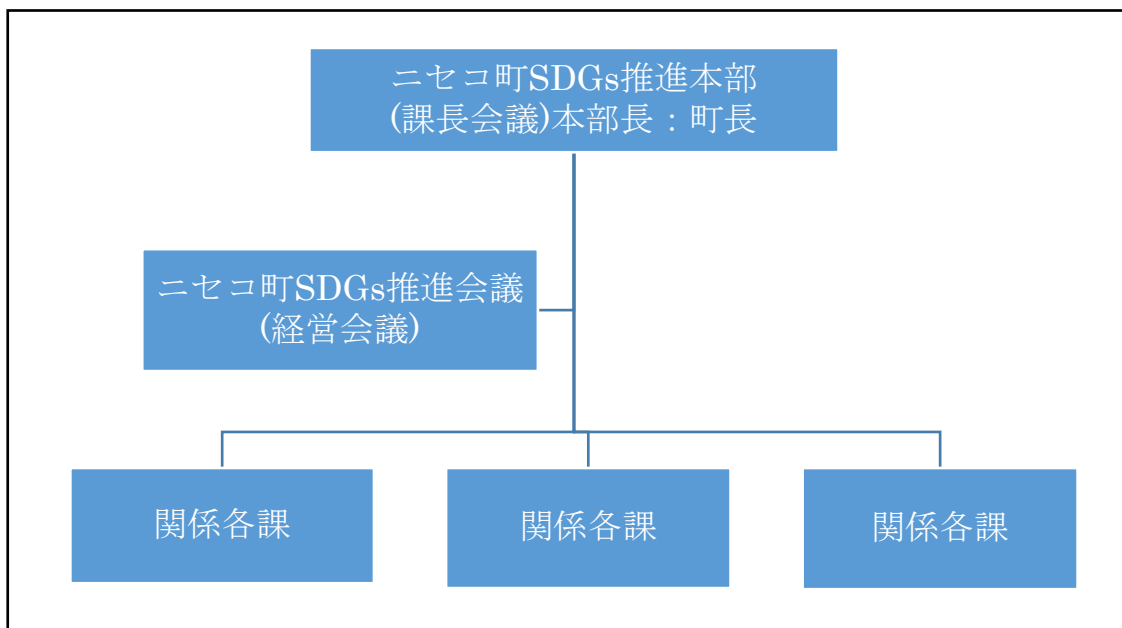 ニセコ町SDGs推進本部
(課長会議)本部長：町長
ニセコ町SDGs推進会議
(経営会議)
関係各課
関係各課
関係各課